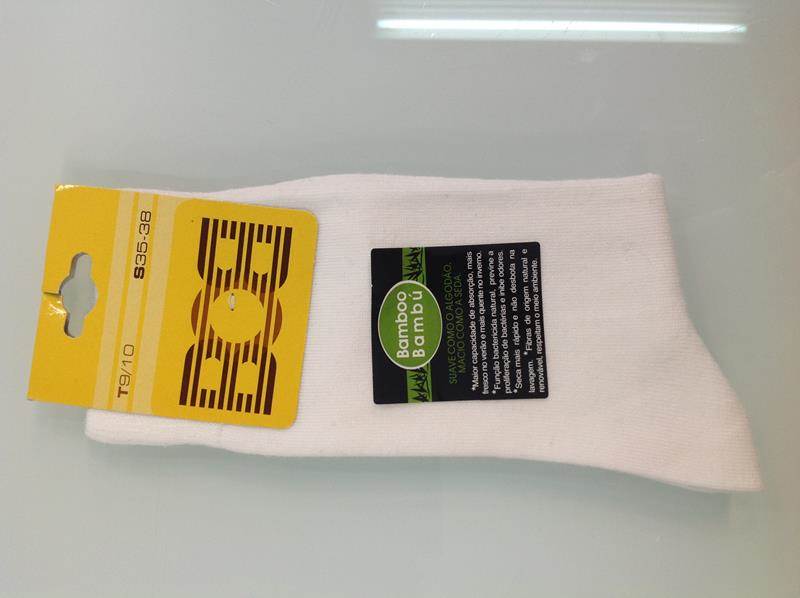 T9/10 S35-38
BOB
Bamboo
Bambú
SUAVE COMO O ALGODÃO,
MACIO COMO A SEDA.
*Maior capacidade de absorção, mais
fresco no verão e mais quente no inverno.
*Função bactericida natural, previne a
proliferação de bactérias e inibe odores.
*Seca mais rápido e não desbota na
lavagem. *Fibras de origem natural e
renovável, respeitam o meio ambiente.